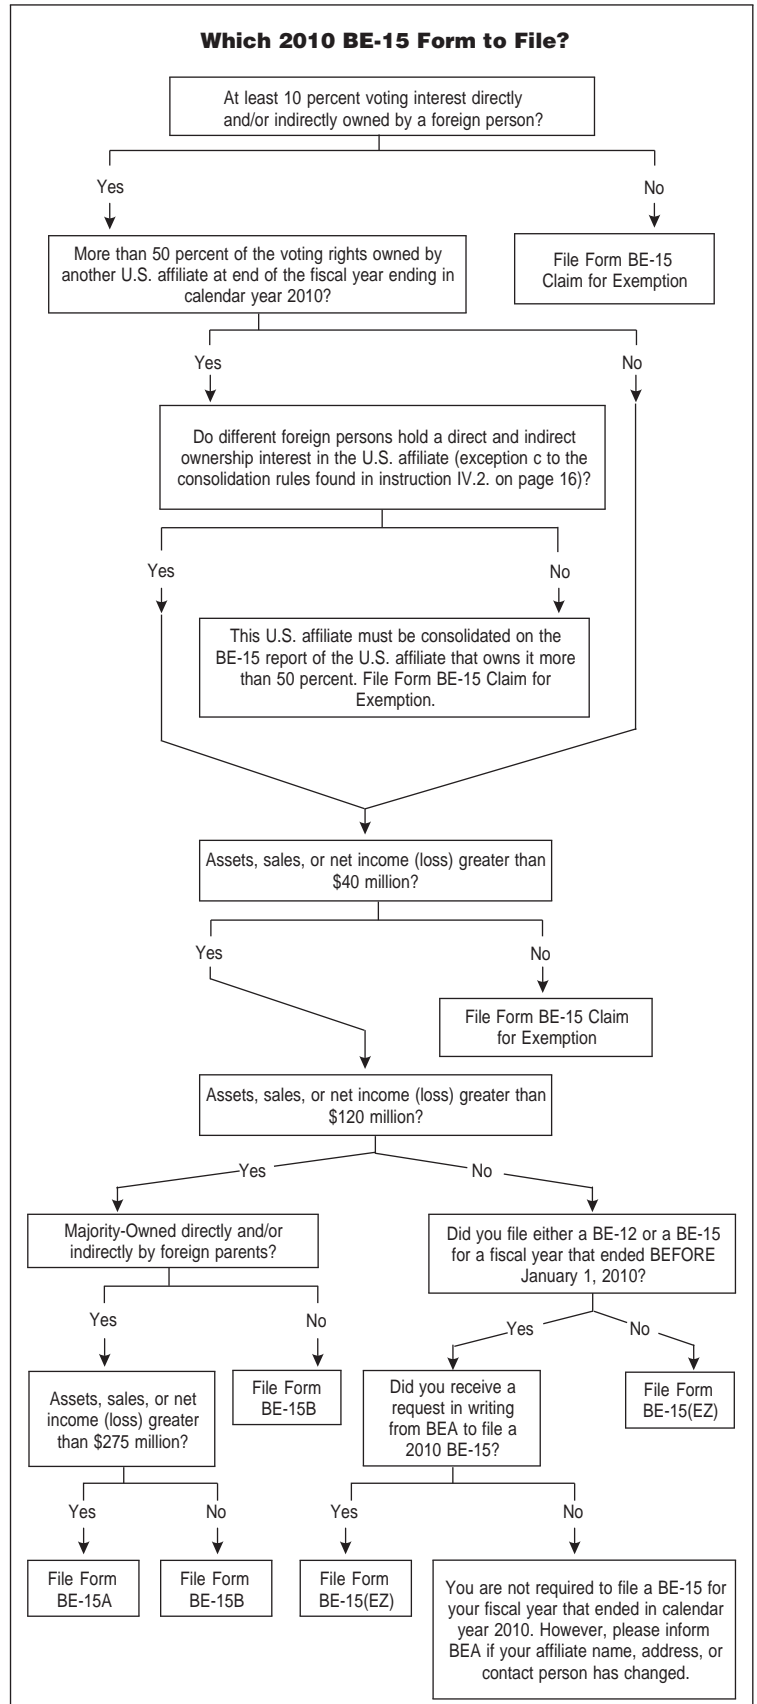 Which 2010 BE-15 Form to File?
At least 10 percent voting interest directly
and/or indirectly owned by a foreign person?
Yes
No
More than 50 percent of the voting rights owned by
another U.S. affiliate at end of the fiscal year ending in
calendar year 2010?
File Form BE-15
Claim for Exemption
Yes
No
Do different foreign persons hold a direct and indirect
ownership interest in the U.S. affiliate (exception c to the
consolidation rules found in instruction IV.2. on page 16)?
Yes
No
This U.S. affiliate must be consolidated on the
BE-15 report of the U.S. affiliate that owns it more
than 50 percent. File Form BE-15 Claim for
Exemption.
Assets, sales, or net income (loss) greater than
$40 million?
Yes
No
File Form BE-15 Claim
for Exemption
Assets, sales, or net income (loss) greater than
$120 million?
Yes
No
Majority-Owned directly and/or
indirectly by foreign parents?
Did you file either a BE-12 or a BE-15
for a fiscal year that ended BEFORE
January 1, 2010?
Yes
No
Yes
No
Assets, sales, or net
income (loss) greater
than $275 million?
File Form
BE-15B
Did you receive a
request in writing
from BEA to file a
2010 BE-15?
File Form
BE-15(EZ)
Yes
No
Yes
No
File Form
BE-15A
File Form
BE-15B
File Form
BE-15(EZ)
You are not required to file a BE-15 for
your fiscal year that ended in calendar
year 2010. However, please inform
BEA if your affiliate name, address, or
contact person has changed.